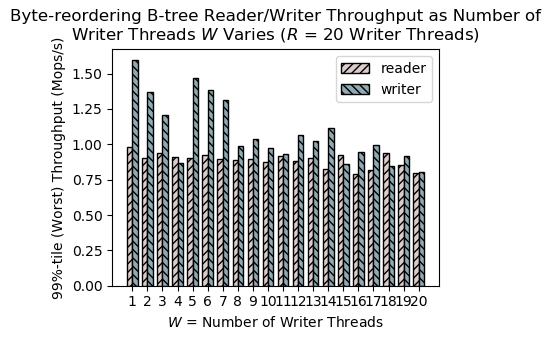 Byte-reordering B-tree Reader/Writer Throughput as Number of
Writer Threads W Varies (R = 20 Writer Threads)
99%-tile (Worst) Throughput (Mops/s)
reader
writer
1.50
1.25
1.00
0.75
0.50
0.25
0.00
1 2 3 4 5 6 7 8 9 10 11 12 13 14 15 16 17 18 19 20
W = Number of Writer Threads